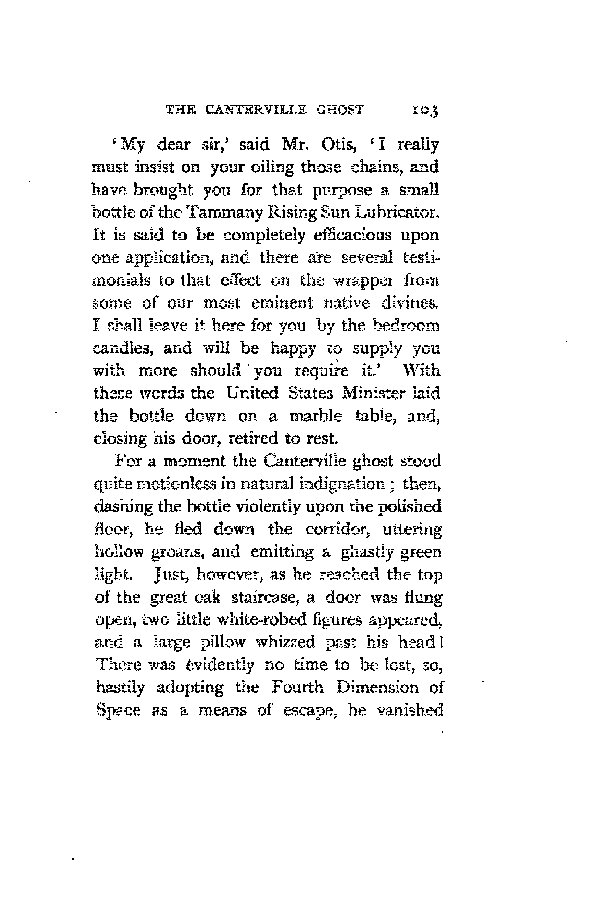 THE CANTERVILLE GHOST 103
'My dear sir,' said Mr. Otis, 'I really
must insist on your oiling those chains, and
have brought you for that purpose a small
bottle of the Tammany Rising Sun Lubricator.
It is said to be completely efficacious upon
one application, and there are several testi-
monials to that effect on the wrapper from
some of our most eminent native divines.
I shall leave it here for you by the bedroom
candles, and will be happy to supply you
with more should you require it.' With
these words the United States Minister laid
the bottle down on a marble table, and,
closing his door, retired to rest.
For a moment the Canterville ghost stood
quite motionless in natural indignation; then,
dashing the bottle violently upon the polished
floor, he fled down the corridor, uttering
hollow groans, and emitting a ghastly green
light. Just, however, as he reached the top
of the great oak staircase, a door was flung
open, two little white-robed figures appeared,
and a large pillow whizzed past his head!
There was evidently no time to be lost, so,
hastily adopting the Fourth Dimension of
Space as a means of escape, he vanished